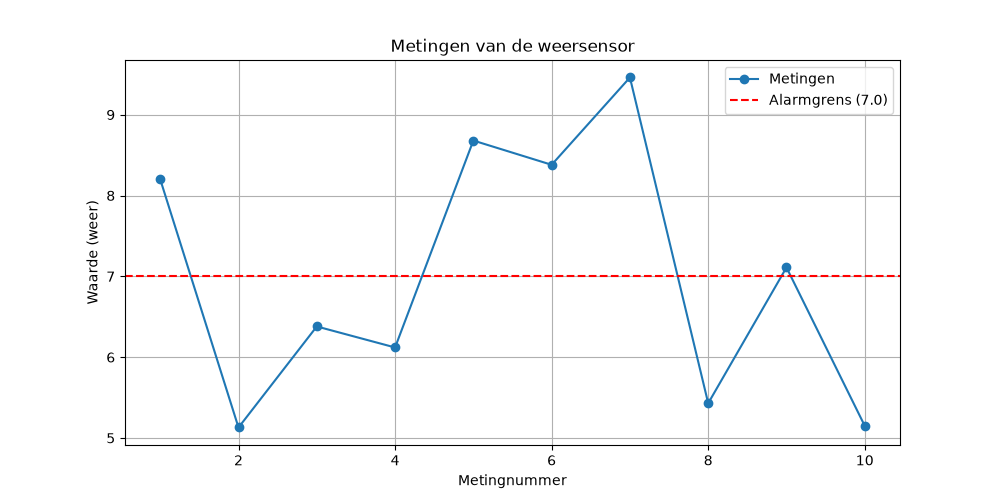 Metingen van de weersensor
Metingen
Alarmgrens (7.0)
Waarde (weer)
9
8
7
6
5
2
4
6
8
10
Metingnummer